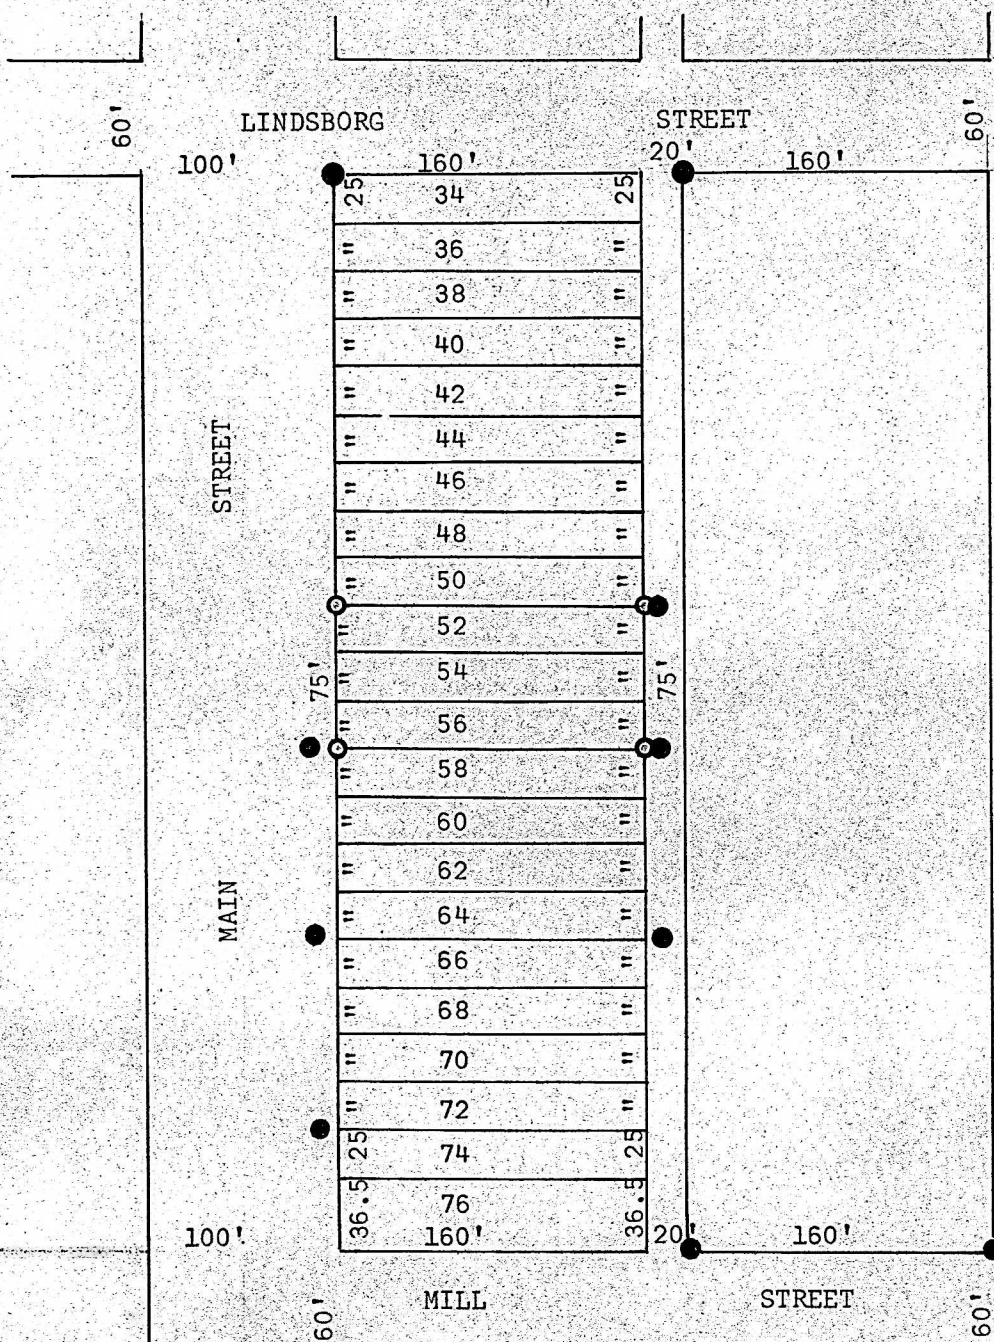 60'
60'
LINDSBORG STREET
100' 160' 20' 160'
25 34 25
" 36 "
" 38 "
" 40 "
" 42 "
" 44 "
STREET
" 46 "
" 48 "
" 50 "
" 52 "
75' " 54 " 75'
" 56 "
" 58 "
" 60 "
" 62 "
MAIN
" 64 "
" 66 "
" 68 "
" 70 "
" 72 "
25 74 25
36.5 76 36.5
100' 160' 20' 160'
MILL STREET
60'
60'